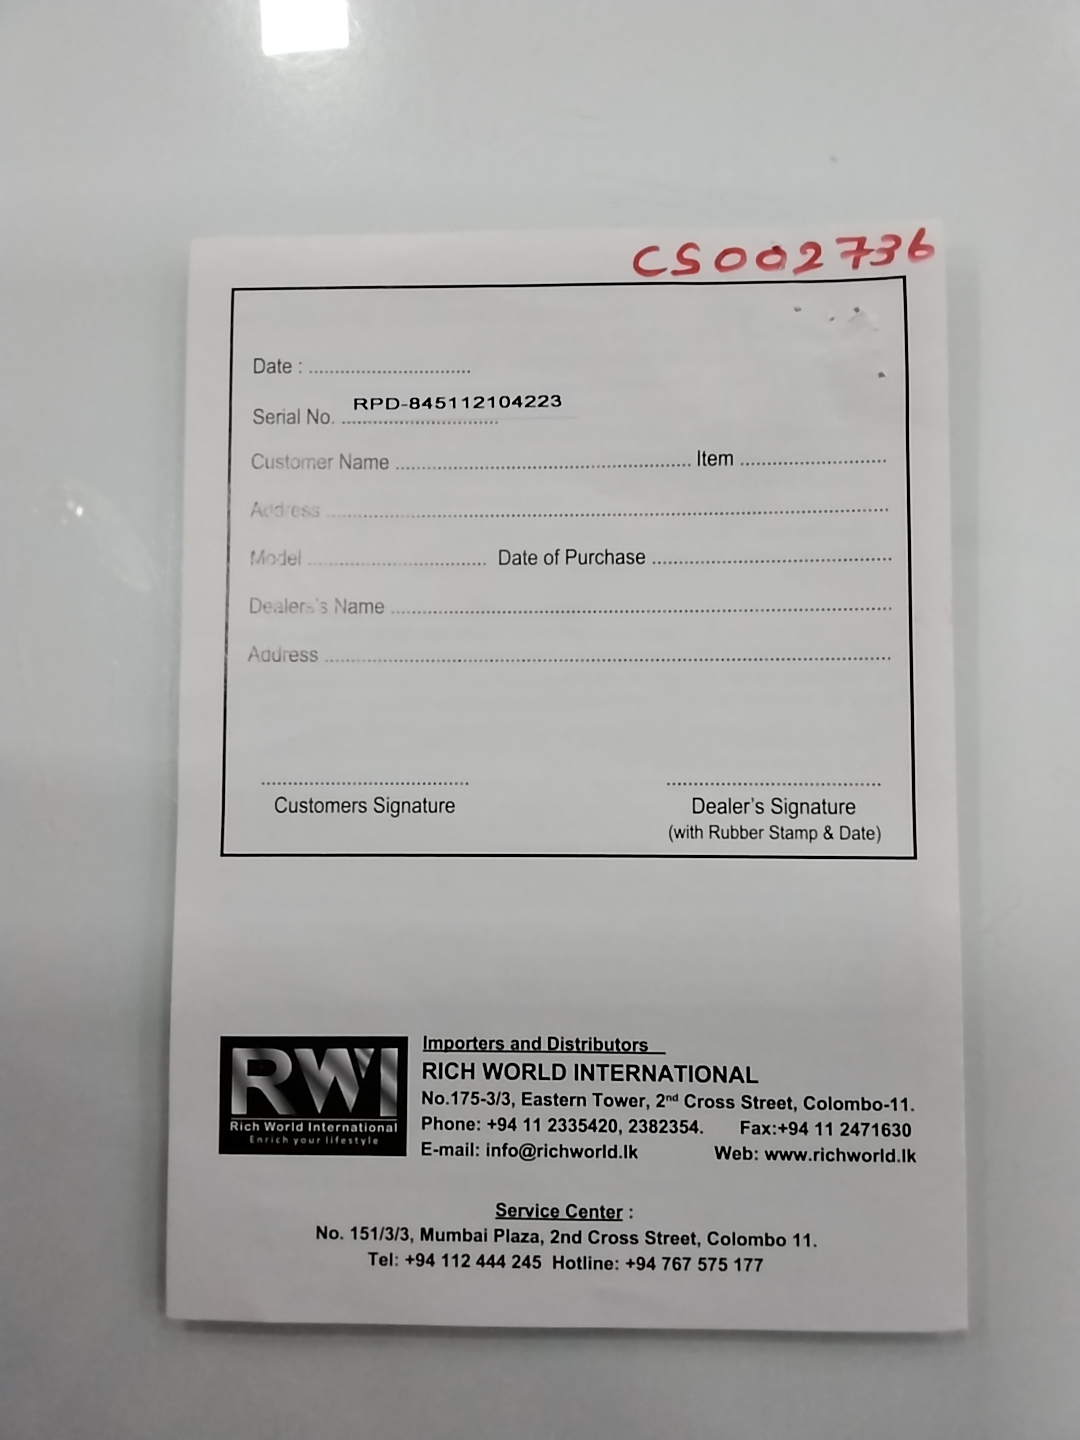 CS002736
Date : ..............................
Serial No. RPD-845112104223
Customer Name .................................................... Item ..........................
Address ..................................................................................................
Model ................................ Date of Purchase ...........................................
Dealers's Name ........................................................................................
Address ..................................................................................................
Customers Signature Dealer's Signature
(with Rubber Stamp & Date)
RWI
Rich World International
Enrich your lifestyle
Importers and Distributors
RICH WORLD INTERNATIONAL
No.175-3/3, Eastern Tower, 2nd Cross Street, Colombo-11.
Phone: +94 11 2335420, 2382354. Fax:+94 11 2471630
E-mail: info@richworld.lk Web: www.richworld.lk
Service Center :
No. 151/3/3, Mumbai Plaza, 2nd Cross Street, Colombo 11.
Tel: +94 112 444 245 Hotline: +94 767 575 177